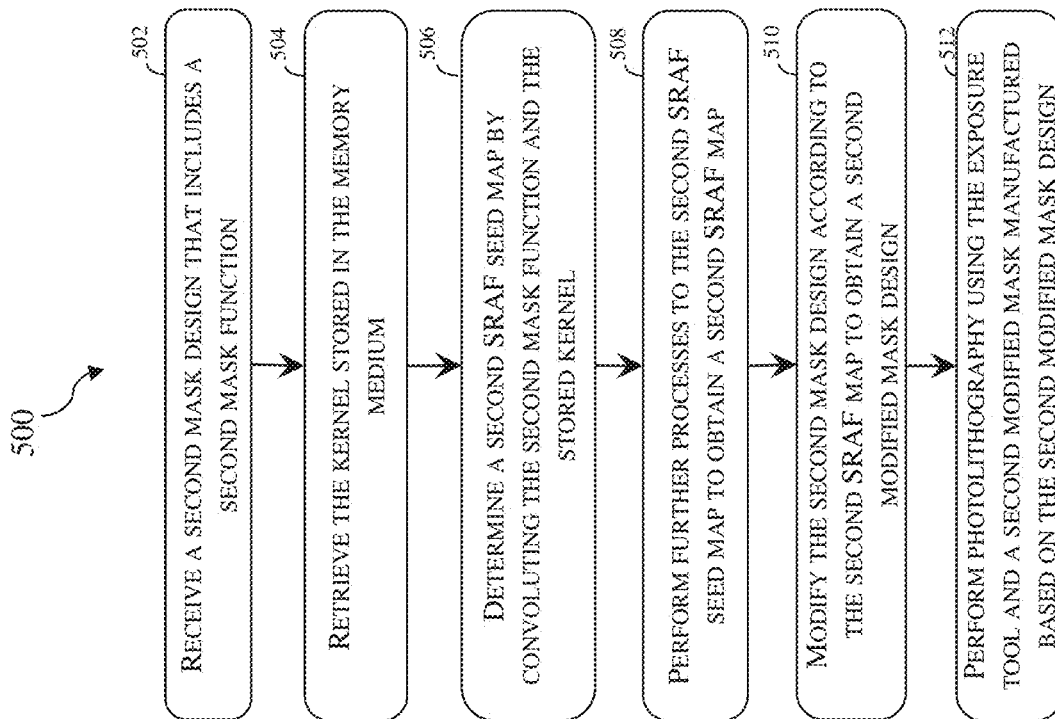 500
502
RECEIVE A SECOND MASK DESIGN THAT INCLUDES A
SECOND MASK FUNCTION
504
RETRIEVE THE KERNEL STORED IN THE MEMORY
MEDIUM
506
DETERMINE A SECOND SRAF SEED MAP BY
CONVOLUTING THE SECOND MASK FUNCTION AND THE
STORED KERNEL
508
PERFORM FURTHER PROCESSES TO THE SECOND SRAF
SEED MAP TO OBTAIN A SECOND SRAF MAP
510
MODIFY THE SECOND MASK DESIGN ACCORDING TO
THE SECOND SRAF MAP TO OBTAIN A SECOND
MODIFIED MASK DESIGN
512
PERFORM PHOTOLITHOGRAPHY USING THE EXPOSURE
TOOL AND A SECOND MODIFIED MASK MANUFACTURED
BASED ON THE SECOND MODIFIED MASK DESIGN